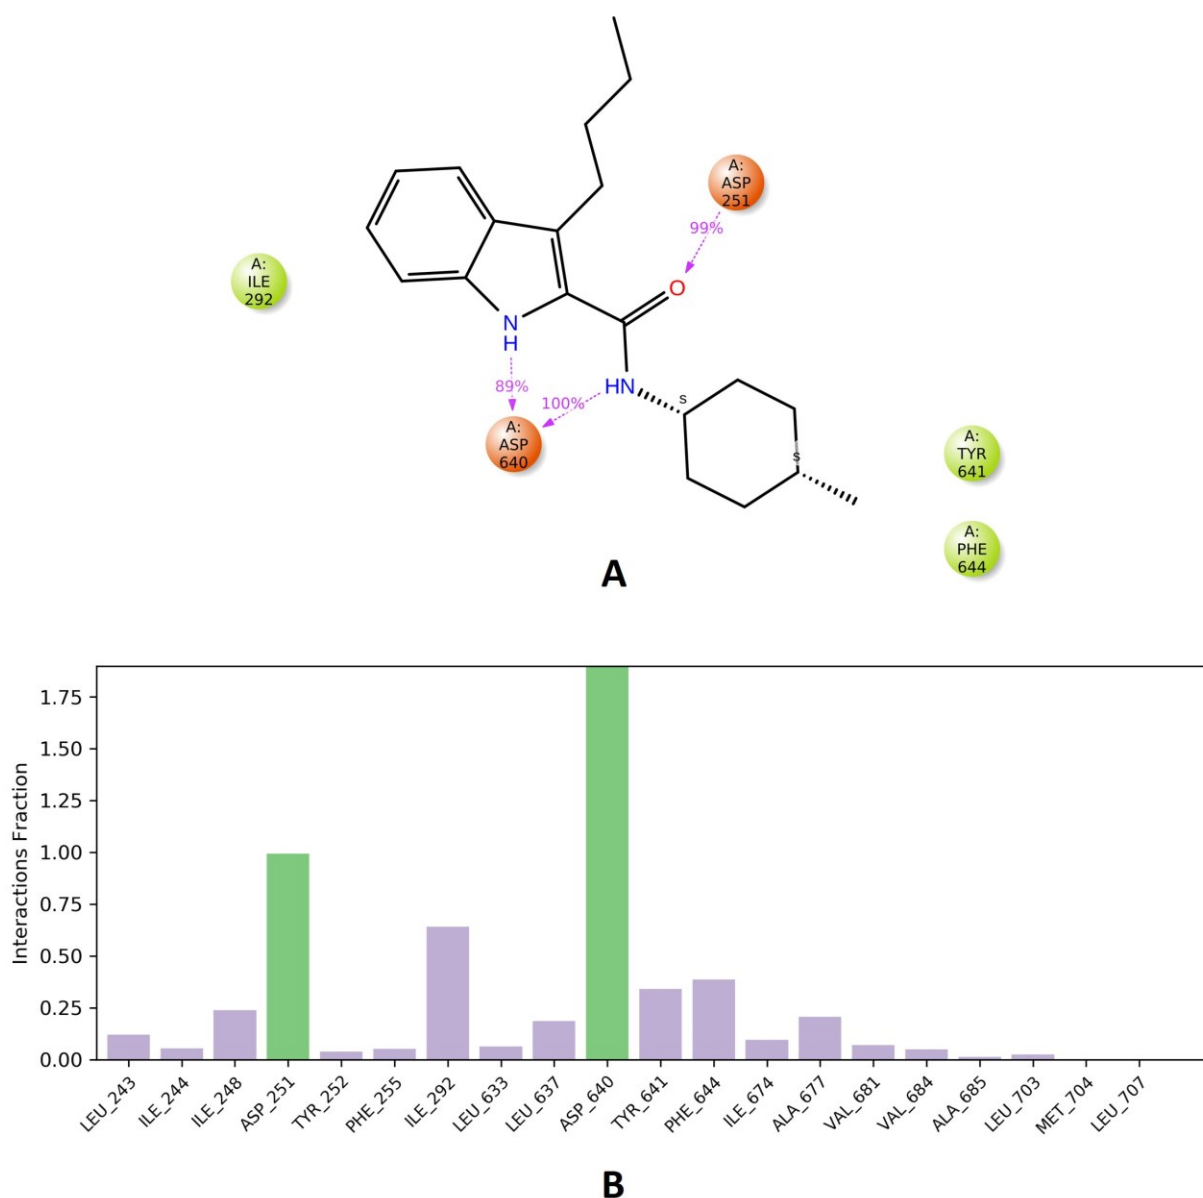 A:
ASP
251
99%
A:
ILE
292
O
N
H
89%
HN
100%
s
A:
ASP
640
s
A:
TYR
641
A:
PHE
644
A
Interactions Fraction
1.75
1.50
1.25
1.00
0.75
0.50
0.25
0.00
LEU_243
ILE_244
ILE_248
ASP_251
TYR_252
PHE_255
ILE_292
LEU_633
LEU_637
ASP_640
TYR_641
PHE_644
ILE_674
ALA_677
VAL_681
VAL_684
ALA_685
LEU_703
MET_704
LEU_707
B